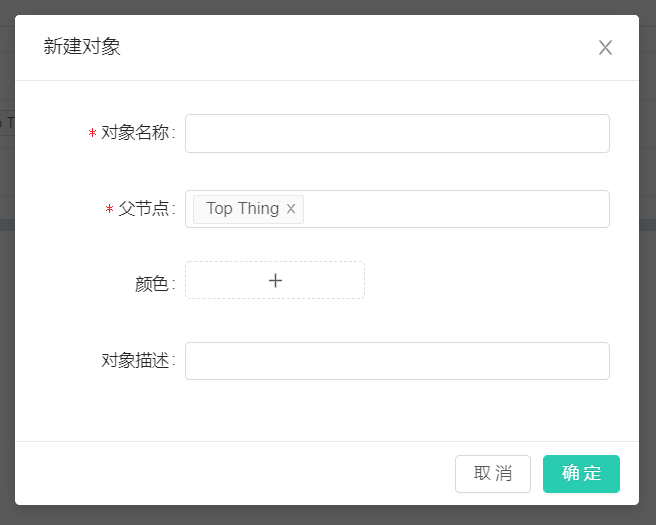 新建对象
* 对象名称:
* 父节点: Top Thing
颜色: +
对象描述:
取 消 确 定